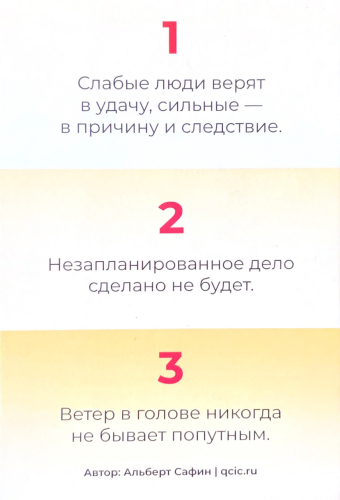 1
Слабые люди верят
в удачу, сильные —
в причину и следствие.
2
Незапланированное дело
сделано не будет.
3
Ветер в голове никогда
не бывает попутным.
Автор: Альберт Сафин | qcic.ru